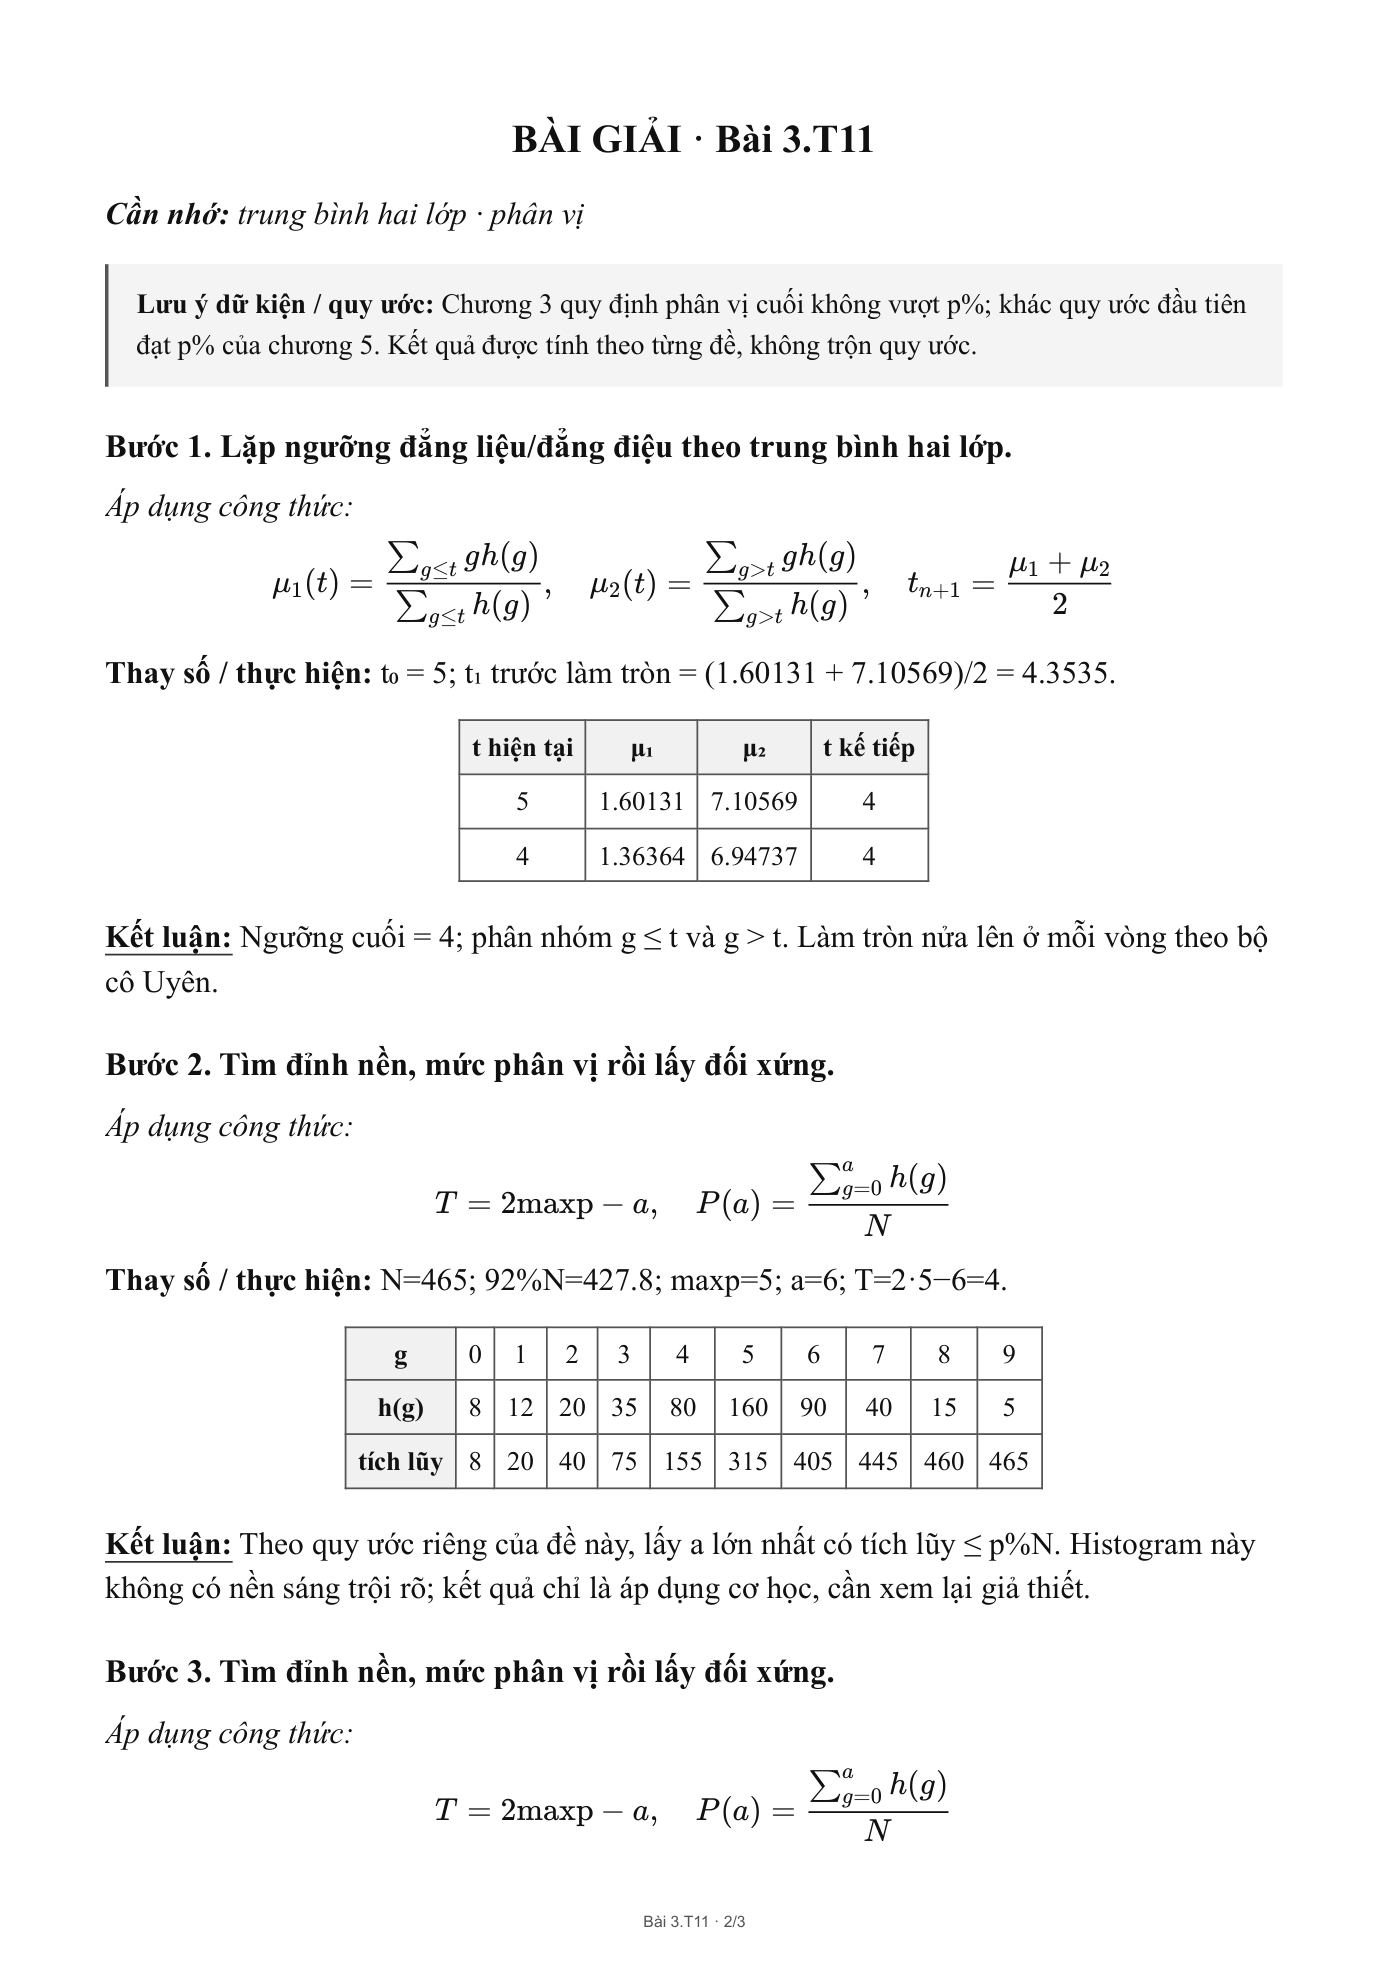 BÀI GIẢI · Bài 3.T11
Cần nhớ: trung bình hai lớp · phân vị
Lưu ý dữ kiện / quy ước: Chương 3 quy định phân vị cuối không vượt p%; khác quy ước đầu tiên
đạt p% của chương 5. Kết quả được tính theo từng đề, không trộn quy ước.
Bước 1. Lặp ngưỡng đẳng liệu/đẳng điệu theo trung bình hai lớp.
Áp dụng công thức:
μ₁(t) = ∑_{g≤t} gh(g) / ∑_{g≤t} h(g), μ₂(t) = ∑_{g>t} gh(g) / ∑_{g>t} h(g), t_{n+1} = (μ₁ + μ₂) / 2
Thay số / thực hiện: t₀ = 5; t₁ trước làm tròn = (1.60131 + 7.10569)/2 = 4.3535.
t hiện tại μ₁ μ₂ t kế tiếp
5 1.60131 7.10569 4
4 1.36364 6.94737 4
Kết luận: Ngưỡng cuối = 4; phân nhóm g ≤ t và g > t. Làm tròn nửa lên ở mỗi vòng theo bộ
cô Uyên.
Bước 2. Tìm đỉnh nền, mức phân vị rồi lấy đối xứng.
Áp dụng công thức:
T = 2maxp − a, P(a) = ∑_{g=0}^{a} h(g) / N
Thay số / thực hiện: N=465; 92%N=427.8; maxp=5; a=6; T=2·5−6=4.
g 0 1 2 3 4 5 6 7 8 9
h(g) 8 12 20 35 80 160 90 40 15 5
tích lũy 8 20 40 75 155 315 405 445 460 465
Kết luận: Theo quy ước riêng của đề này, lấy a lớn nhất có tích lũy ≤ p%N. Histogram này
không có nền sáng trội rõ; kết quả chỉ là áp dụng cơ học, cần xem lại giả thiết.
Bước 3. Tìm đỉnh nền, mức phân vị rồi lấy đối xứng.
Áp dụng công thức:
T = 2maxp − a, P(a) = ∑_{g=0}^{a} h(g) / N
Bài 3.T11 · 2/3